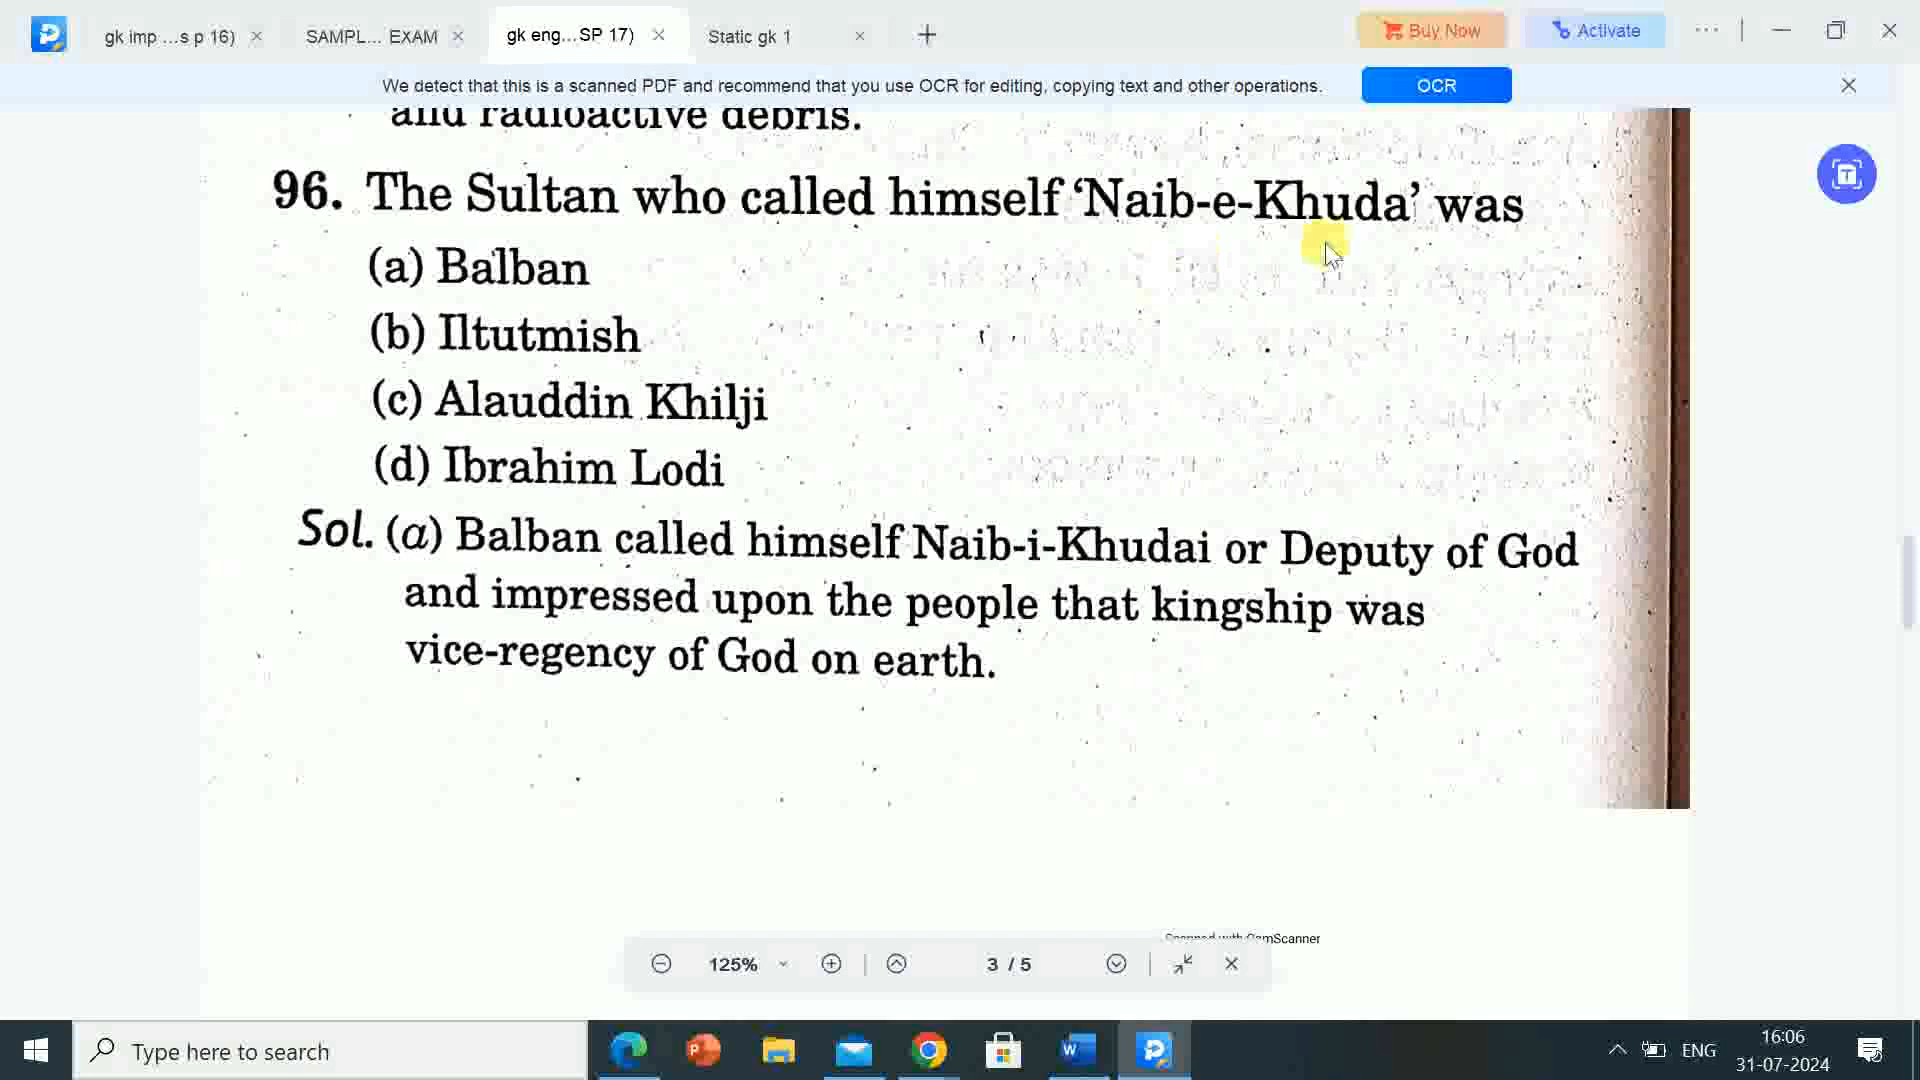 gk imp ...s p 16)
SAMPL... EXAM
gk eng...SP 17)
Static gk 1
Buy Now
Activate
We detect that this is a scanned PDF and recommend that you use OCR for editing, copying text and other operations.
OCR
and radioactive debris.
96. The Sultan who called himself ‘Naib-e-Khuda’ was
(a) Balban
(b) Iltutmish
(c) Alauddin Khilji
(d) Ibrahim Lodi
Sol. (a) Balban called himself Naib-i-Khudai or Deputy of God
and impressed upon the people that kingship was
vice-regency of God on earth.
Scanned with CamScanner
125%
3 / 5
Type here to search
ENG
16:06
31-07-2024